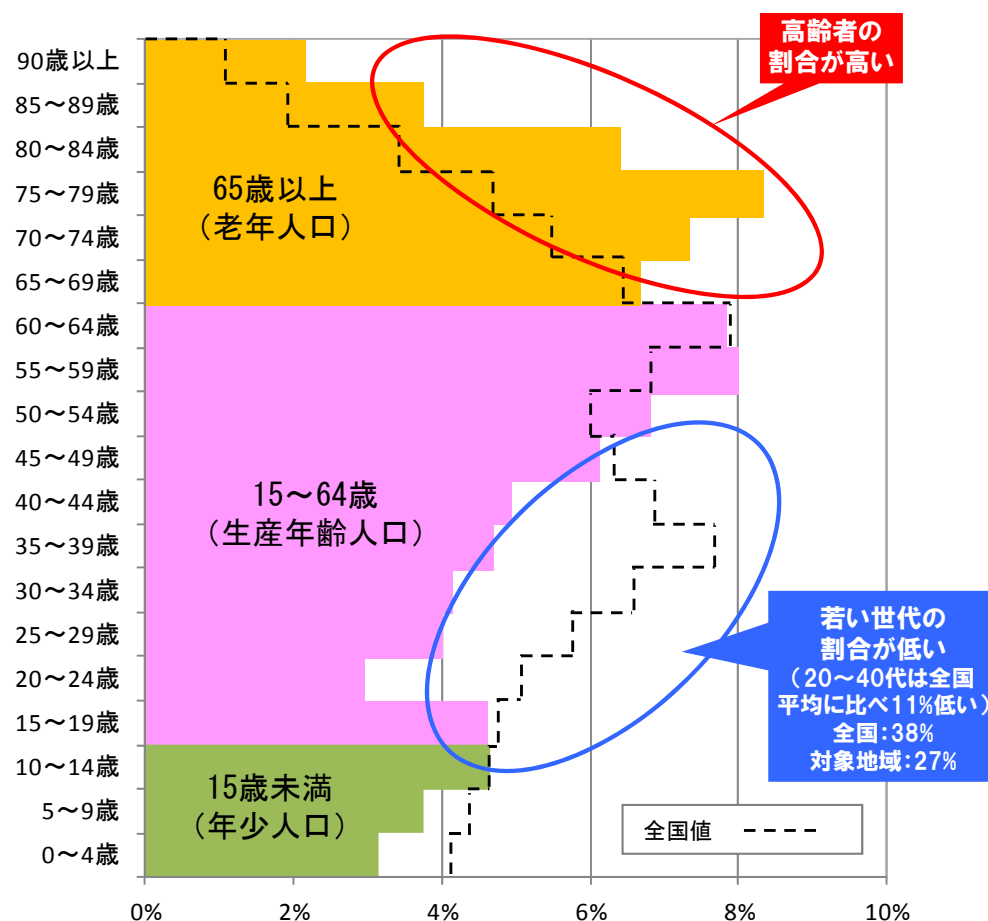 高齢者の
割合が高い
90歳以上
85～89歳
80～84歳
75～79歳
70～74歳
65～69歳
60～64歳
55～59歳
50～54歳
45～49歳
40～44歳
35～39歳
30～34歳
25～29歳
20～24歳
15～19歳
10～14歳
5～9歳
0～4歳
65歳以上
（老年人口）
15～64歳
（生産年齢人口）
15歳未満
（年少人口）
若い世代の
割合が低い
（20～40代は全国
平均に比べ11%低い）
全国：38%
対象地域：27%
全国値
0%
2%
4%
6%
8%
10%